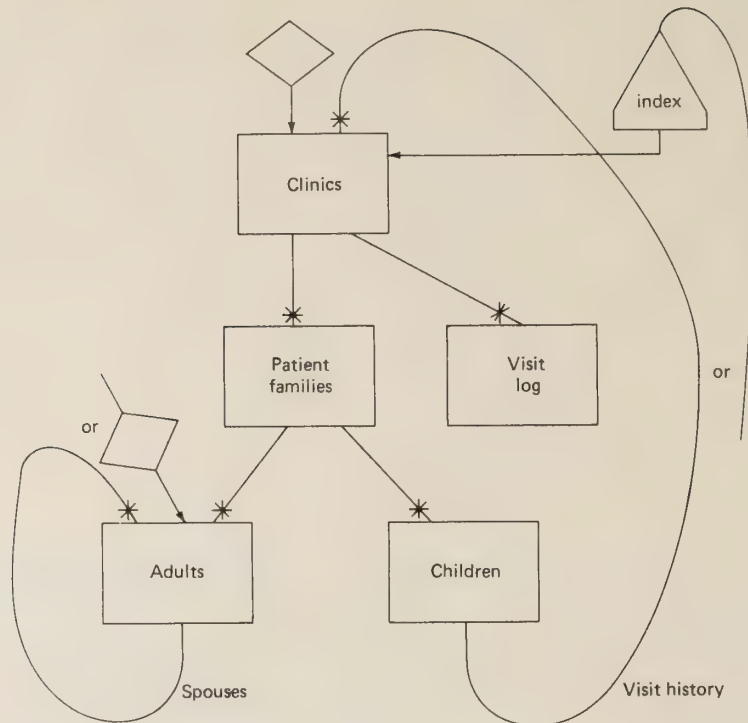 index
Clinics
Patient
families
Visit
log
or
or
Adults
Children
Spouses
Visit history